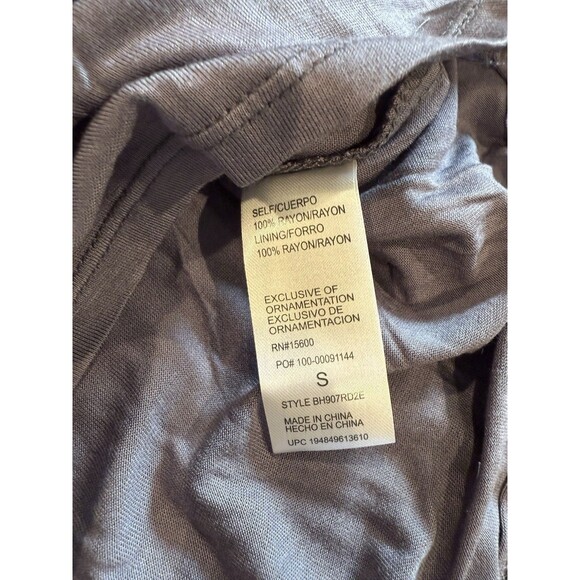 SELF/CUERPO
100% RAYON/RAYON
LINING/FORRO
100% RAYON/RAYON
EXCLUSIVE OF
ORNAMENTATION
EXCLUSIVO DE
ORNAMENTACION
RN#15600
PO# 100-00091144
S
STYLE BH907RD2E
MADE IN CHINA
HECHO EN CHINA
UPC 194849613610